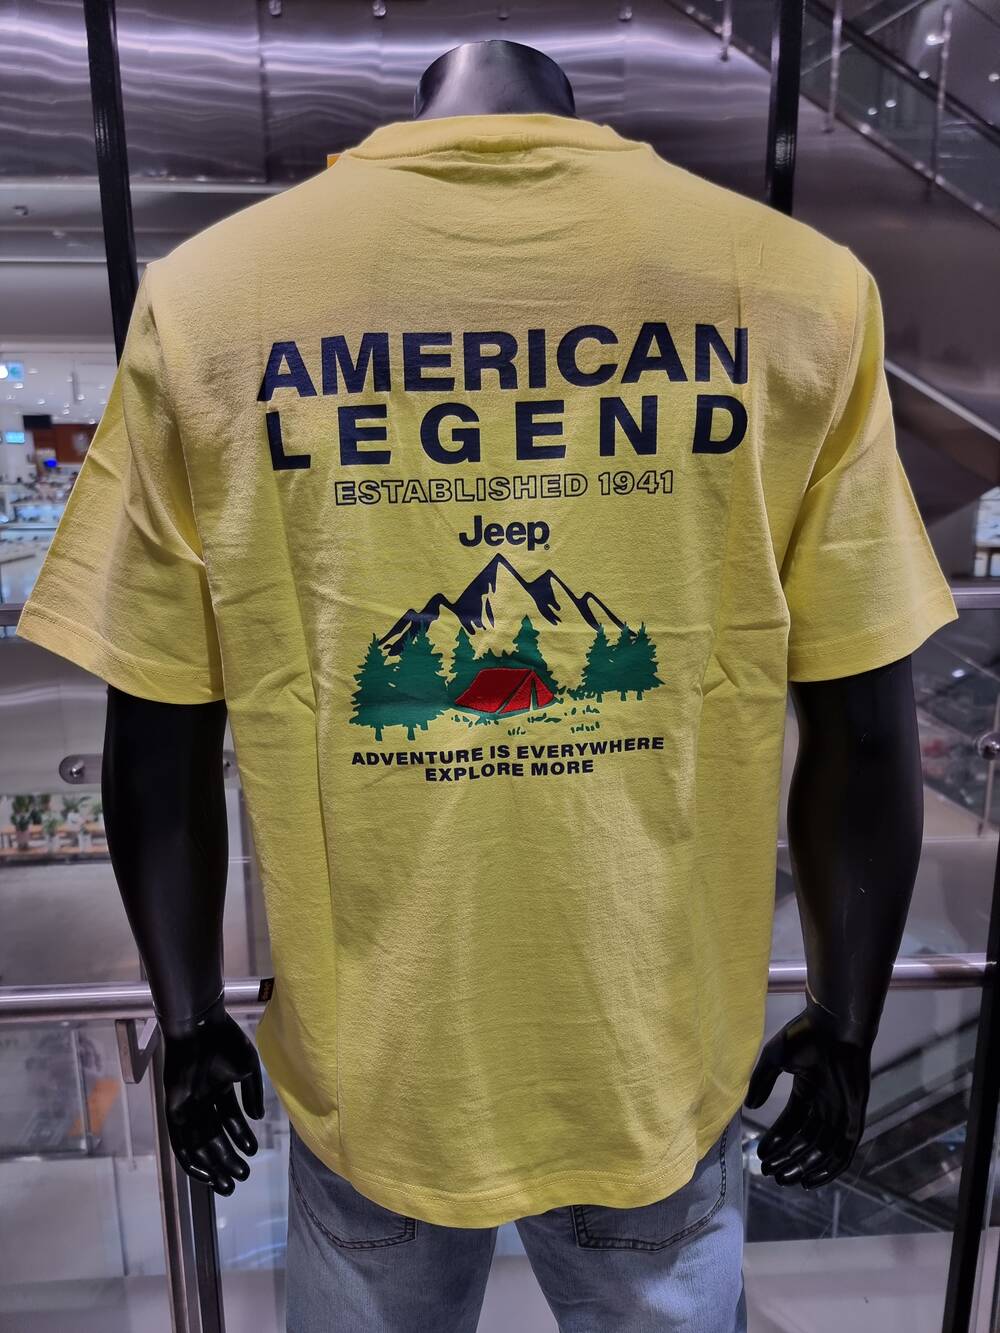 AMERICAN
LEGEND
ESTABLISHED 1941
Jeep
ADVENTURE IS EVERYWHERE
EXPLORE MORE